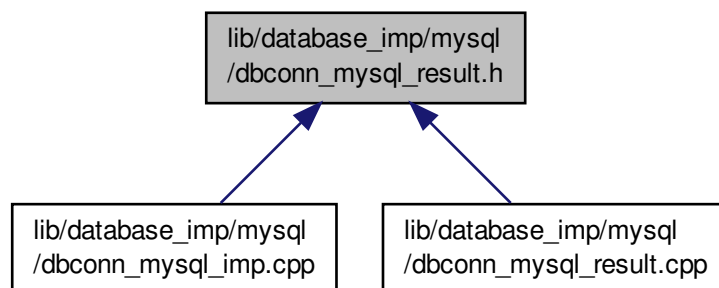 lib/database_imp/mysql
/dbconn_mysql_result.h
lib/database_imp/mysql
/dbconn_mysql_imp.cpp
lib/database_imp/mysql
/dbconn_mysql_result.cpp